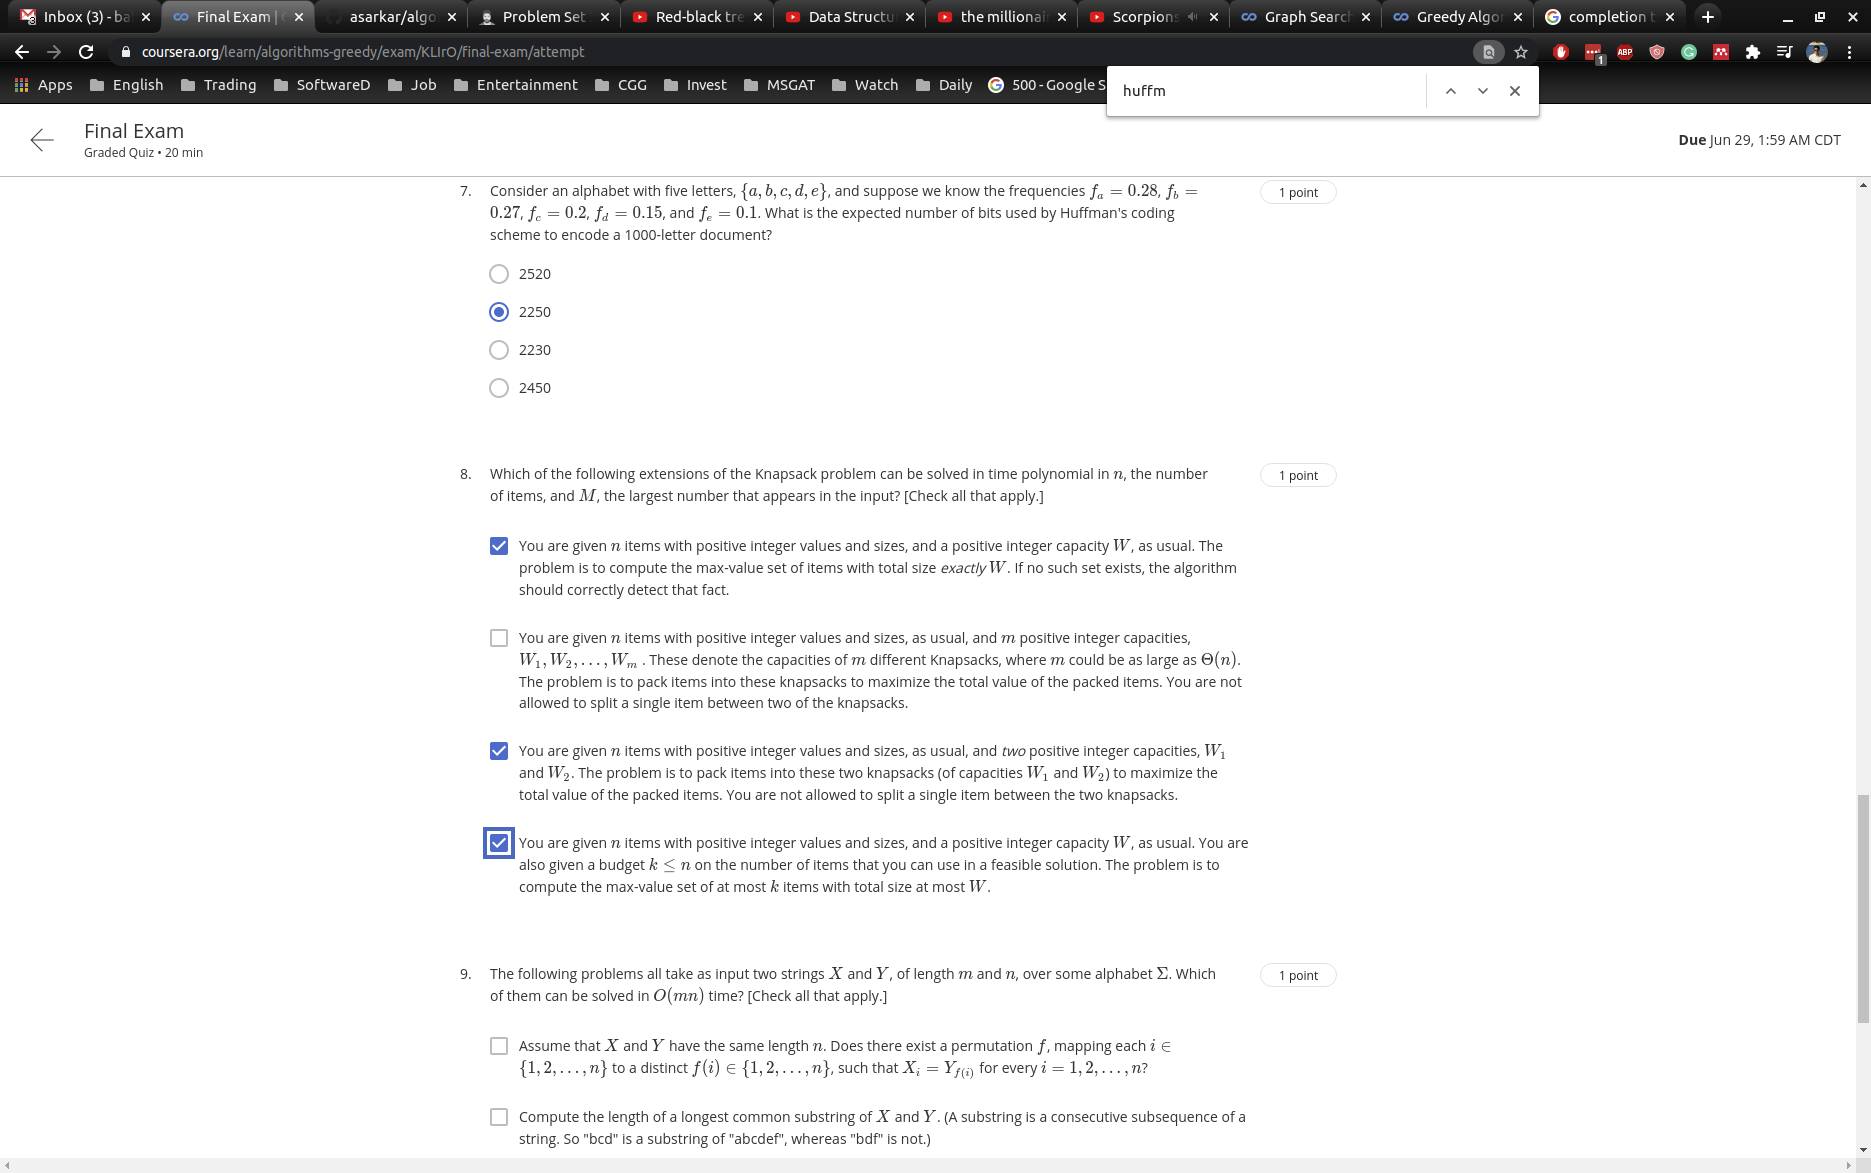 Inbox (3) - ba
Final Exam |
asarkar/algo
Problem Set
Red-black tre
Data Structu
the millionai
Scorpions
Graph Search
Greedy Algo
completion t
coursera.org/learn/algorithms-greedy/exam/KLIrO/final-exam/attempt
ABP
1
Apps
English
Trading
SoftwareD
Job
Entertainment
CGG
Invest
MSGAT
Watch
Daily
500 - Google S
huffm
Final Exam
Graded Quiz • 20 min
Due Jun 29, 1:59 AM CDT
7. Consider an alphabet with five letters, {a, b, c, d, e}, and suppose we know the frequencies f_a = 0.28, f_b =
0.27, f_c = 0.2, f_d = 0.15, and f_e = 0.1. What is the expected number of bits used by Huffman's coding
scheme to encode a 1000-letter document?
1 point
2520
2250
2230
2450
8. Which of the following extensions of the Knapsack problem can be solved in time polynomial in n, the number
of items, and M, the largest number that appears in the input? [Check all that apply.]
1 point
You are given n items with positive integer values and sizes, and a positive integer capacity W, as usual. The
problem is to compute the max-value set of items with total size exactly W. If no such set exists, the algorithm
should correctly detect that fact.
You are given n items with positive integer values and sizes, as usual, and m positive integer capacities,
W₁, W₂, . . . , W_m . These denote the capacities of m different Knapsacks, where m could be as large as Θ(n).
The problem is to pack items into these knapsacks to maximize the total value of the packed items. You are not
allowed to split a single item between two of the knapsacks.
You are given n items with positive integer values and sizes, as usual, and two positive integer capacities, W₁
and W₂. The problem is to pack items into these two knapsacks (of capacities W₁ and W₂) to maximize the
total value of the packed items. You are not allowed to split a single item between the two knapsacks.
You are given n items with positive integer values and sizes, and a positive integer capacity W, as usual. You are
also given a budget k ≤ n on the number of items that you can use in a feasible solution. The problem is to
compute the max-value set of at most k items with total size at most W.
9. The following problems all take as input two strings X and Y, of length m and n, over some alphabet Σ. Which
of them can be solved in O(mn) time? [Check all that apply.]
1 point
Assume that X and Y have the same length n. Does there exist a permutation f, mapping each i ∈
{1, 2, . . . , n} to a distinct f(i) ∈ {1, 2, . . . , n}, such that X_i = Y_{f(i)} for every i = 1, 2, . . . , n?
Compute the length of a longest common substring of X and Y. (A substring is a consecutive subsequence of a
string. So "bcd" is a substring of "abcdef", whereas "bdf" is not.)